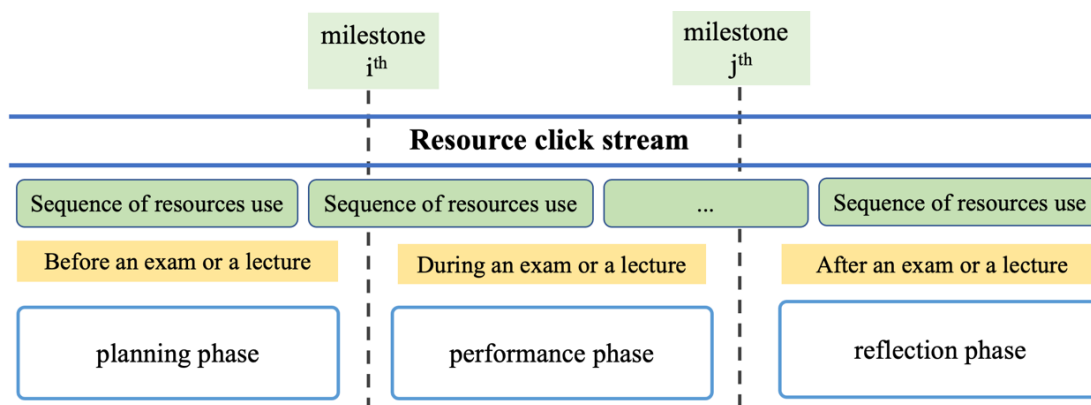 milestone
iᵗʰ
milestone
jᵗʰ
Resource click stream
Sequence of resources use
Sequence of resources use
...
Sequence of resources use
Before an exam or a lecture
During an exam or a lecture
After an exam or a lecture
planning phase
performance phase
reflection phase